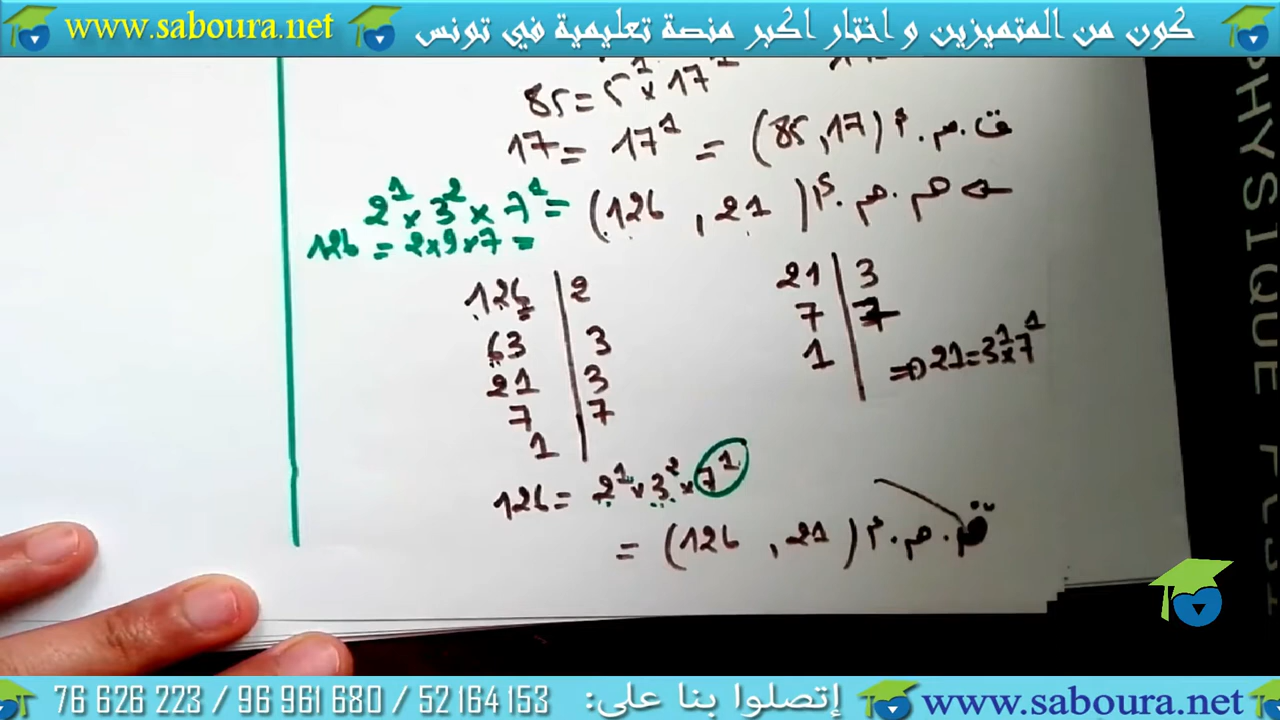 www.saboura.net كون من المتميزين و اختار اكبر منصة تعليمية في تونس
85 = 5¹ × 17¹
17 = 17¹ = (85, 17) ق.م.أ
2¹ × 3² × 7¹ = (126 , 21) م.م.أ
126 = 2×9×7 =
126 | 2
63 | 3
21 | 3
7 | 7
1 |
21 | 3
7 | 7
1 |
⇒ 21 = 3¹ × 7¹
126 = 2¹ × 3² × 7¹
= (126 , 21) ق.م.أ
PHYSIQUE
76 626 223 / 96 961 680 / 52 164 153 إتصلوا بنا على: www.saboura.net